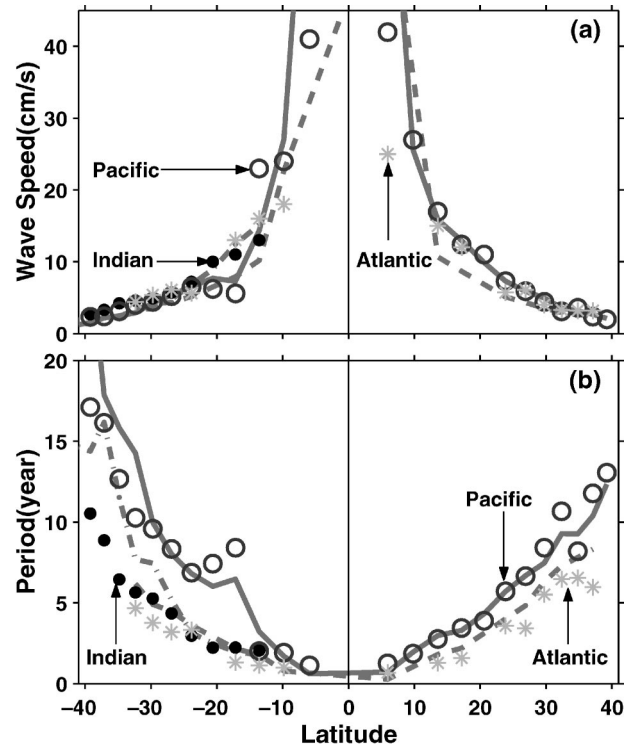 (a)
Wave Speed(cm/s)
40
30
20
10
0
Pacific
Indian
Atlantic
(b)
Period(year)
20
15
10
5
0
Pacific
Indian
Atlantic
−40 −30 −20 −10 0 10 20 30 40
Latitude